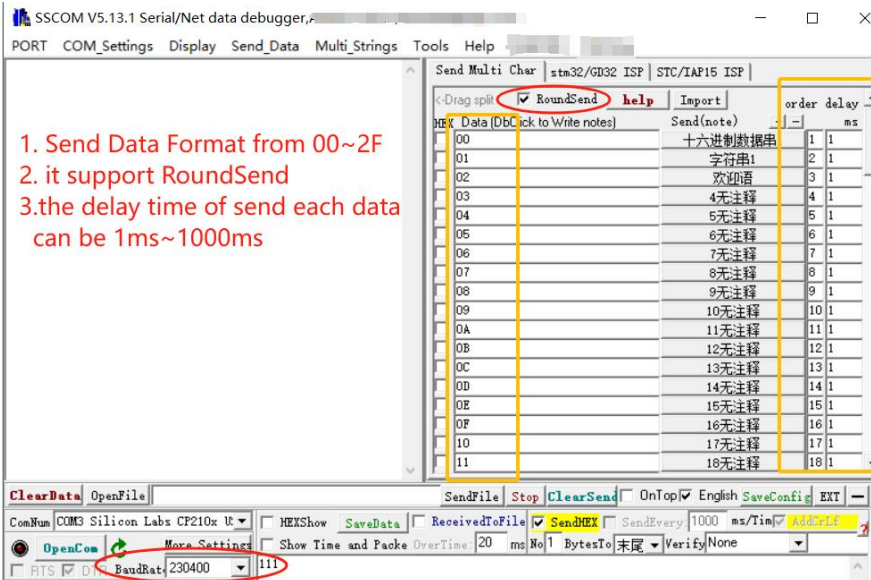 SSCOM V5.13.1 Serial/Net data debugger,
PORT COM_Settings Display Send_Data Multi_Strings Tools Help
Send Multi Char stm32/GD32 ISP STC/IAP15 ISP
<-Drag split RoundSend help Import order delay
HEX Data (DbClick to Write notes) Send(note) - ms
00 十六进制数据串 1 1
01 字符串1 2 1
02 欢迎语 3 1
03 4无注释 4 1
04 5无注释 5 1
05 6无注释 6 1
06 7无注释 7 1
07 8无注释 8 1
08 9无注释 9 1
09 10无注释 10 1
0A 11无注释 11 1
0B 12无注释 12 1
0C 13无注释 13 1
0D 14无注释 14 1
0E 15无注释 15 1
0F 16无注释 16 1
10 17无注释 17 1
11 18无注释 18 1
1. Send Data Format from 00~2F
2. it support RoundSend
3.the delay time of send each data
can be 1ms~1000ms
ClearData OpenFile SendFile Stop ClearSend OnTop English SaveConfig EXT —
ComNum COM3 Silicon Labs CP210x HEXShow SaveData ReceivedToFile SendHEX SendEvery: 1000 ms/Tim AddCrLf
OpenCom More Settings Show Time and Packe OverTime: 20 ms No 1 BytesTo 末尾 Verify None ?
RTS DTR BaudRat 230400 111